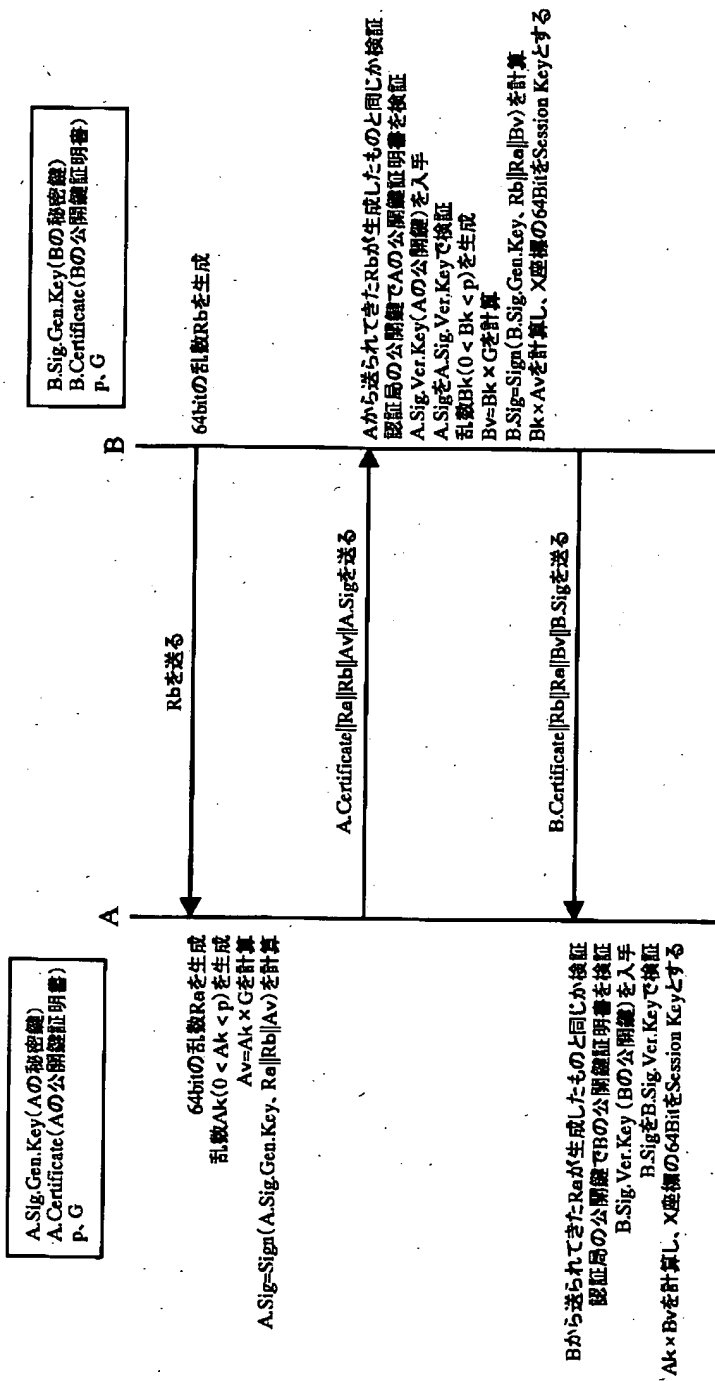 A.Sig.Gen.Key(Aの秘密鍵)
A.Certificate(Aの公開鍵証明書)
p、G
B.Sig.Gen.Key(Bの秘密鍵)
B.Certificate(Bの公開鍵証明書)
p、G
A
B
64bitの乱数Rbを生成
Rbを送る
64bitの乱数Raを生成
乱数Ak(0<Ak<p)を生成
Av=Ak×Gを計算
A.Sig=Sign(A.Sig.Gen.Key、Ra||Rb||Av)を計算
A.Certificate||Ra||Rb||Av||A.Sigを送る
Aから送られてきたRbが生成したものと同じか検証
認証局の公開鍵でAの公開鍵証明書を検証
A.Sig.Ver.Key(Aの公開鍵)を入手
A.SigをA.Sig.Ver.Keyで検証
乱数Bk(0<Bk<p)を生成
Bv=Bk×Gを計算
B.Sig=Sign(B.Sig.Gen.Key、Rb||Ra||Bv)を計算
Bk×Avを計算し、X座標の64BitをSession Keyとする
B.Certificate||Rb||Ra||Bv||B.Sigを送る
Bから送られてきたRaが生成したものと同じか検証
認証局の公開鍵でBの公開鍵証明書を検証
B.Sig.Ver.Key (Bの公開鍵)を入手
B.SigをB.Sig.Ver.Keyで検証
Ak×Bvを計算し、X座標の64BitをSession Keyとする